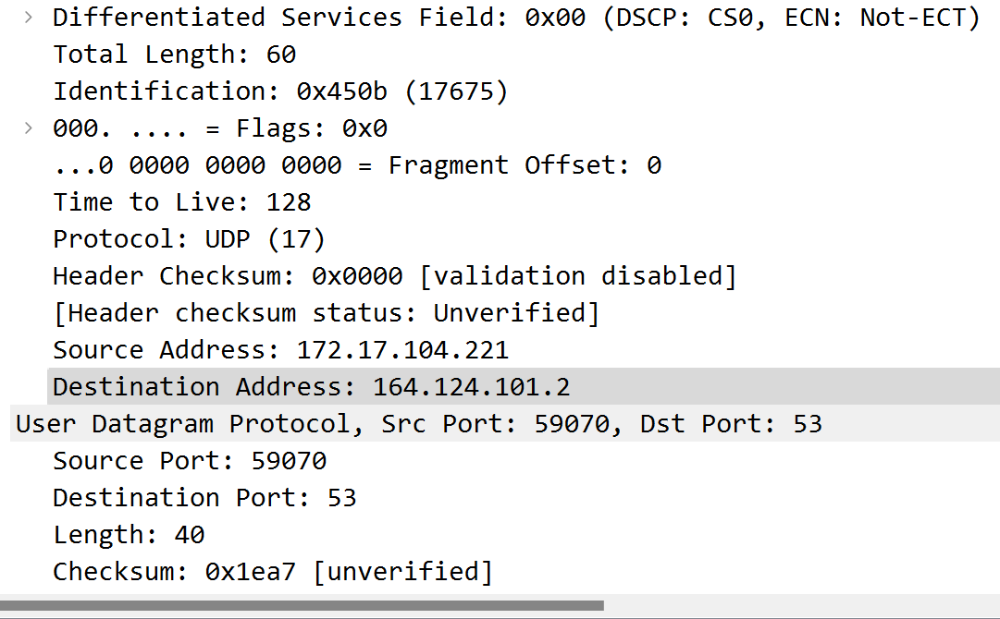 Differentiated Services Field: 0x00 (DSCP: CS0, ECN: Not-ECT)
Total Length: 60
Identification: 0x450b (17675)
000. .... = Flags: 0x0
...0 0000 0000 0000 = Fragment Offset: 0
Time to Live: 128
Protocol: UDP (17)
Header Checksum: 0x0000 [validation disabled]
[Header checksum status: Unverified]
Source Address: 172.17.104.221
Destination Address: 164.124.101.2
User Datagram Protocol, Src Port: 59070, Dst Port: 53
Source Port: 59070
Destination Port: 53
Length: 40
Checksum: 0x1ea7 [unverified]